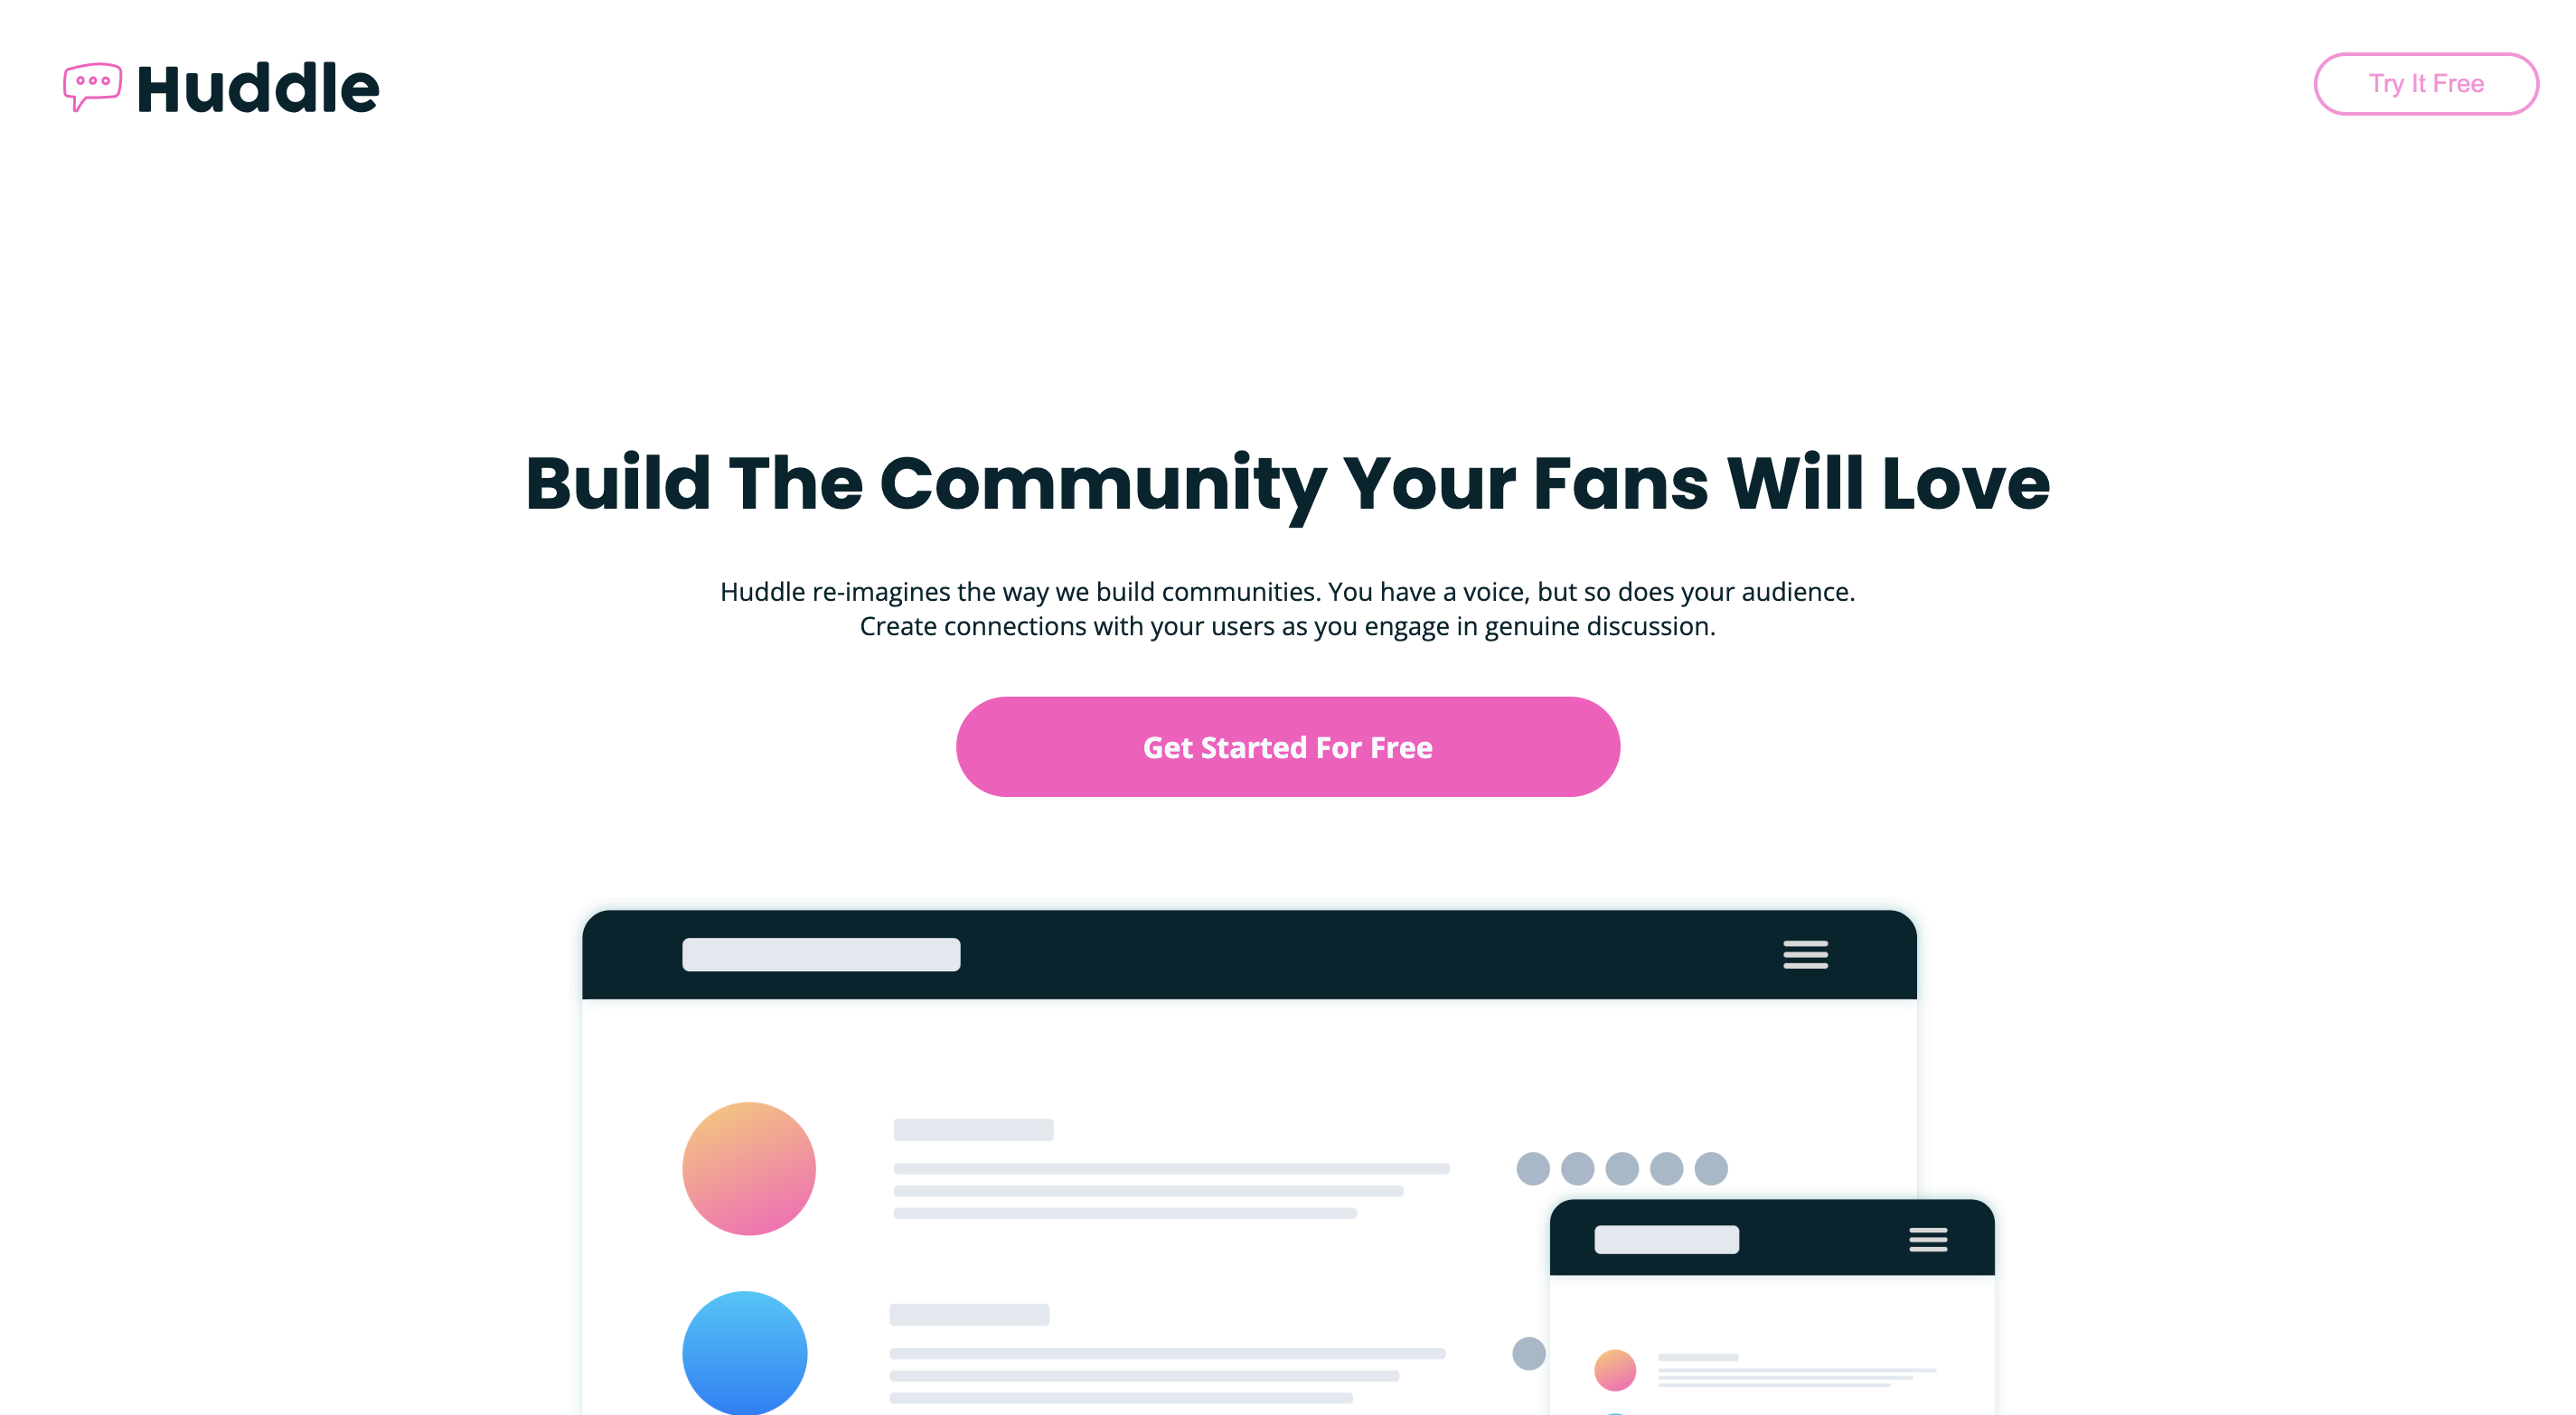 Huddle
Try It Free
Build The Community Your Fans Will Love
Huddle re-imagines the way we build communities. You have a voice, but so does your audience.
Create connections with your users as you engage in genuine discussion.
Get Started For Free